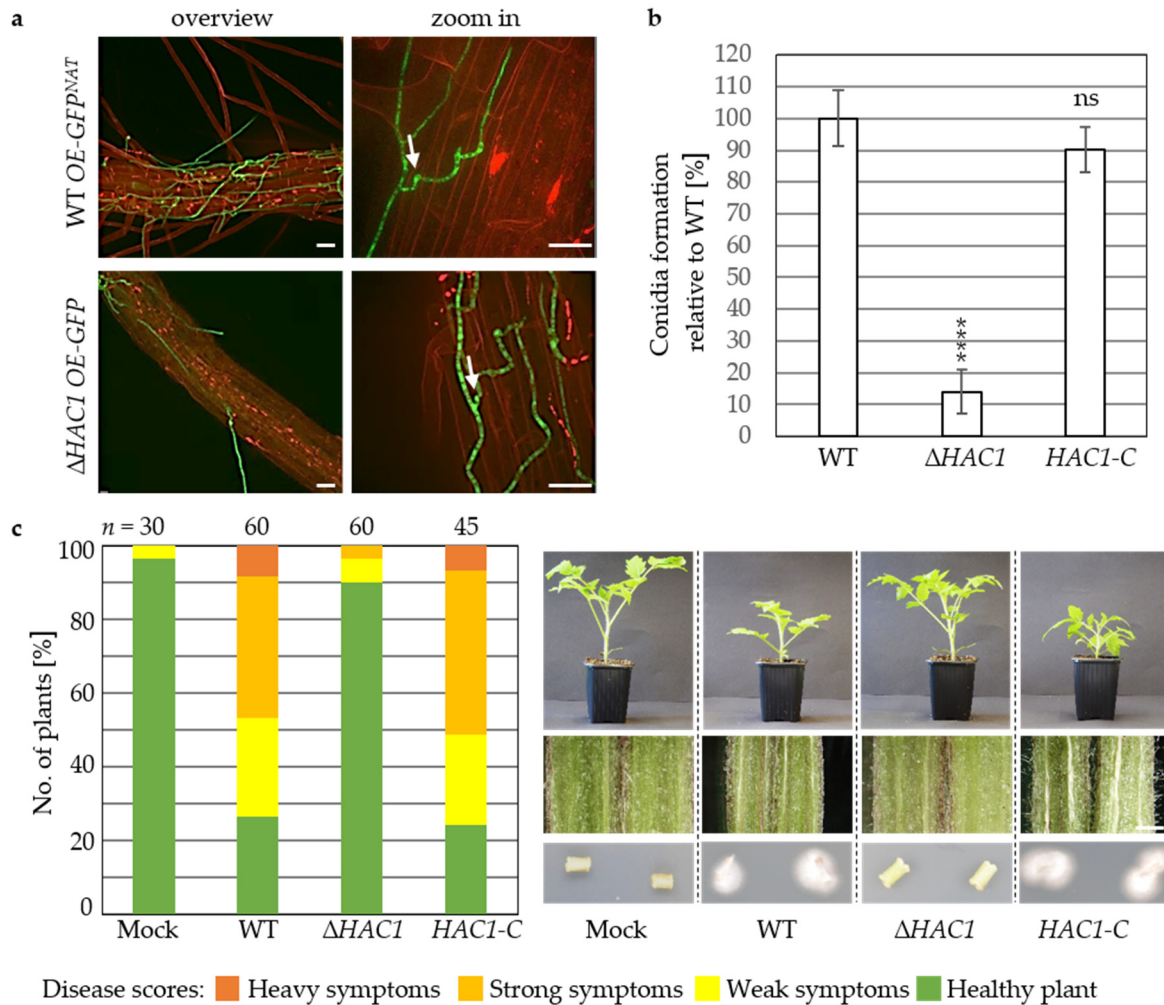 a
overview
zoom in
WT OE-GFP^NAT
ΔHAC1 OE-GFP
b
120
110
100
90
80
70
60
50
40
30
20
10
0
Conidia formation
relative to WT [%]
ns
****
WT
ΔHAC1
HAC1-C
c
n = 30 60 60 45
100
80
60
40
20
0
No. of plants [%]
Mock WT ΔHAC1 HAC1-C
Mock WT ΔHAC1 HAC1-C
Disease scores: Heavy symptoms Strong symptoms Weak symptoms Healthy plant